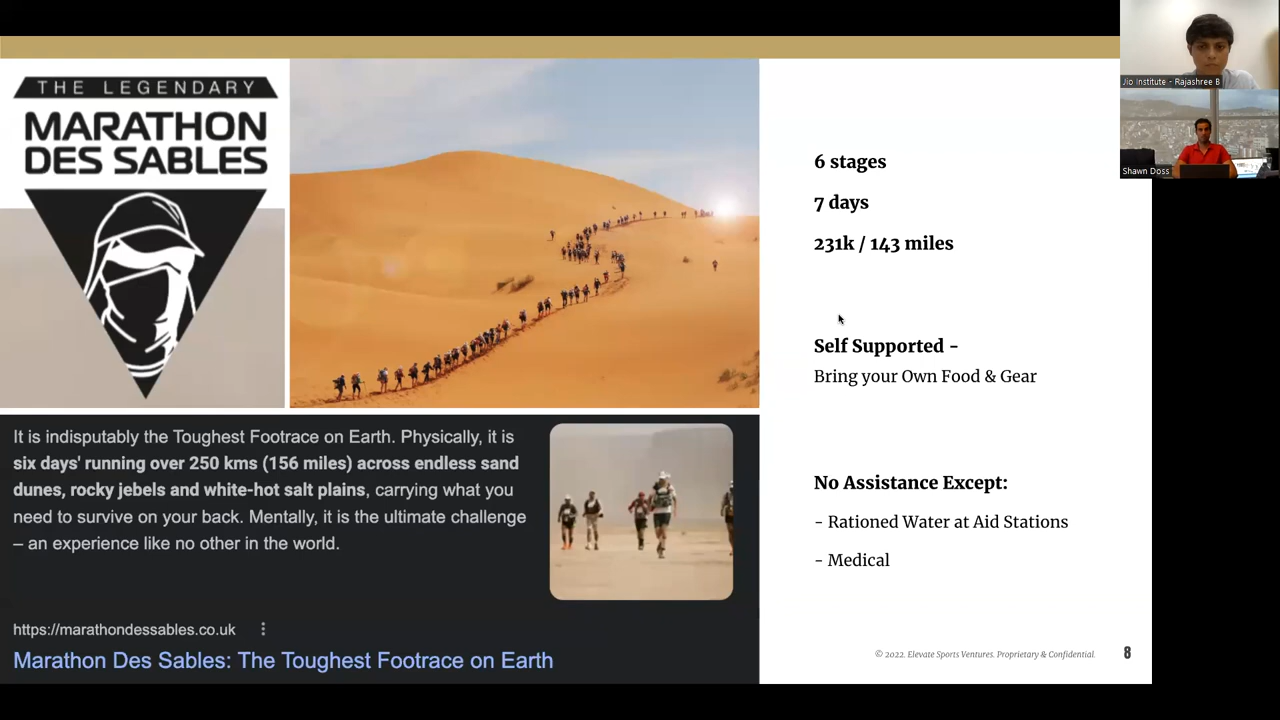 THE LEGENDARY
MARATHON
DES SABLES
6 stages
7 days
231k / 143 miles
Self Supported -
Bring your Own Food & Gear
No Assistance Except:
- Rationed Water at Aid Stations
- Medical
It is indisputably the Toughest Footrace on Earth. Physically, it is
six days' running over 250 kms (156 miles) across endless sand
dunes, rocky jebels and white-hot salt plains, carrying what you
need to survive on your back. Mentally, it is the ultimate challenge
– an experience like no other in the world.
https://marathondessables.co.uk
Marathon Des Sables: The Toughest Footrace on Earth
© 2022. Elevate Sports Ventures. Proprietary & Confidential.
8
Jio Institute - Rajashree B
Shawn Doss